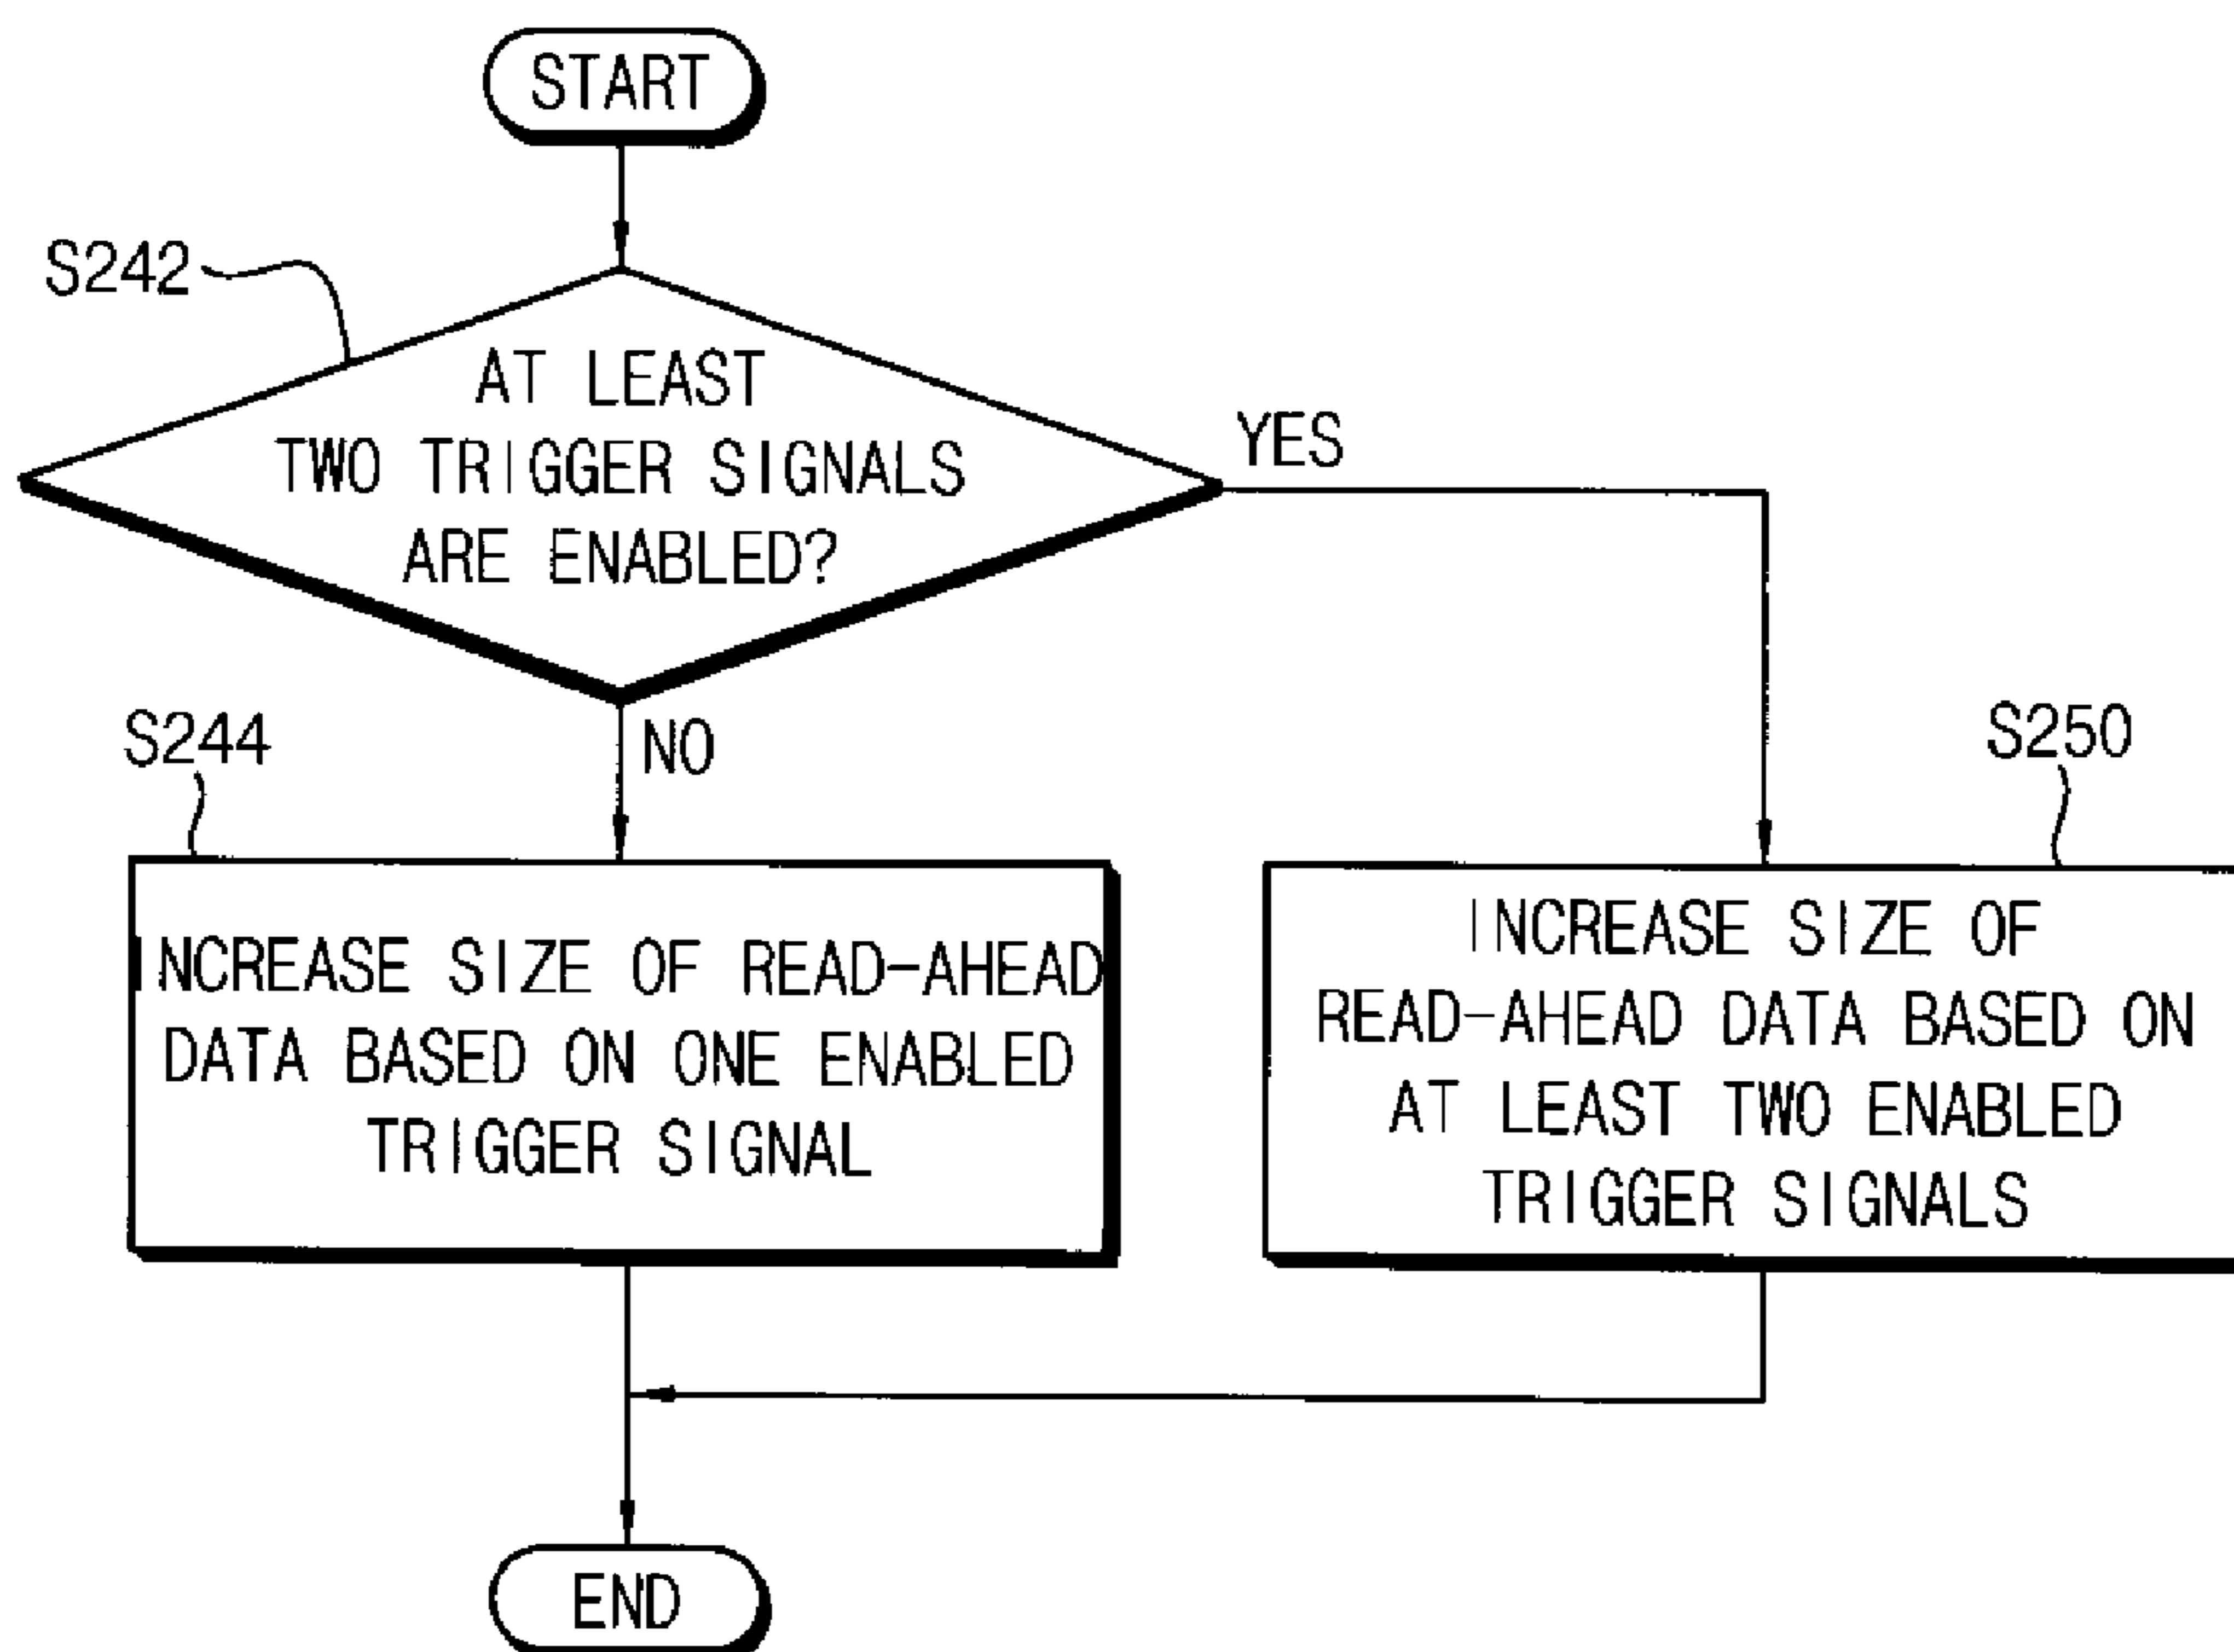 START
S242
AT LEAST
TWO TRIGGER SIGNALS
ARE ENABLED?
YES
NO
S244
INCREASE SIZE OF READ-AHEAD
DATA BASED ON ONE ENABLED
TRIGGER SIGNAL
S250
INCREASE SIZE OF
READ-AHEAD DATA BASED ON
AT LEAST TWO ENABLED
TRIGGER SIGNALS
END